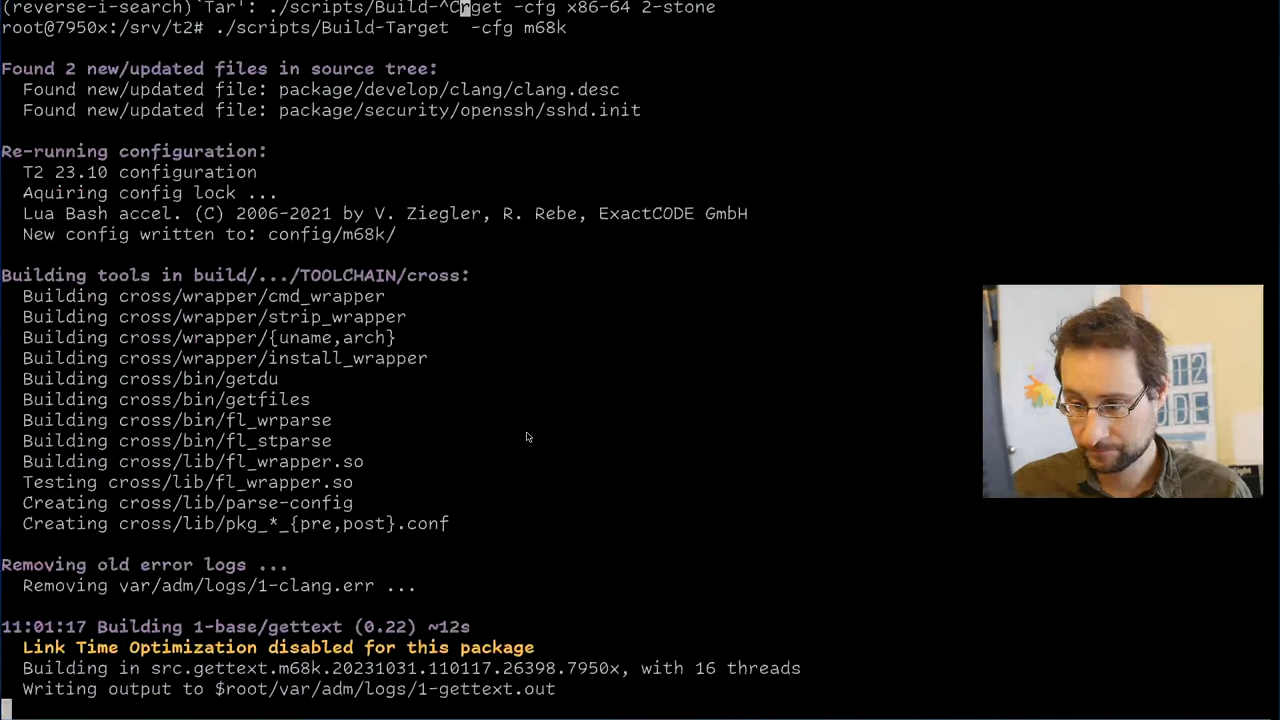 (reverse-i-search)`Tar': ./scripts/Build-^Crget -cfg x86-64 2-stone
root@7950x:/srv/t2# ./scripts/Build-Target  -cfg m68k
Found 2 new/updated files in source tree:
Found new/updated file: package/develop/clang/clang.desc
Found new/updated file: package/security/openssh/sshd.init
Re-running configuration:
T2 23.10 configuration
Aquiring config lock ...
Lua Bash accel. (C) 2006-2021 by V. Ziegler, R. Rebe, ExactCODE GmbH
New config written to: config/m68k/
Building tools in build/.../TOOLCHAIN/cross:
Building cross/wrapper/cmd_wrapper
Building cross/wrapper/strip_wrapper
Building cross/wrapper/{uname,arch}
Building cross/wrapper/install_wrapper
Building cross/bin/getdu
Building cross/bin/getfiles
Building cross/bin/fl_wrparse
Building cross/bin/fl_stparse
Building cross/lib/fl_wrapper.so
Testing cross/lib/fl_wrapper.so
Creating cross/lib/parse-config
Creating cross/lib/pkg_*_{pre,post}.conf
Removing old error logs ...
Removing var/adm/logs/1-clang.err ...
11:01:17 Building 1-base/gettext (0.22) ~12s
Link Time Optimization disabled for this package
Building in src.gettext.m68k.20231031.110117.26398.7950x, with 16 threads
Writing output to $root/var/adm/logs/1-gettext.out
T2